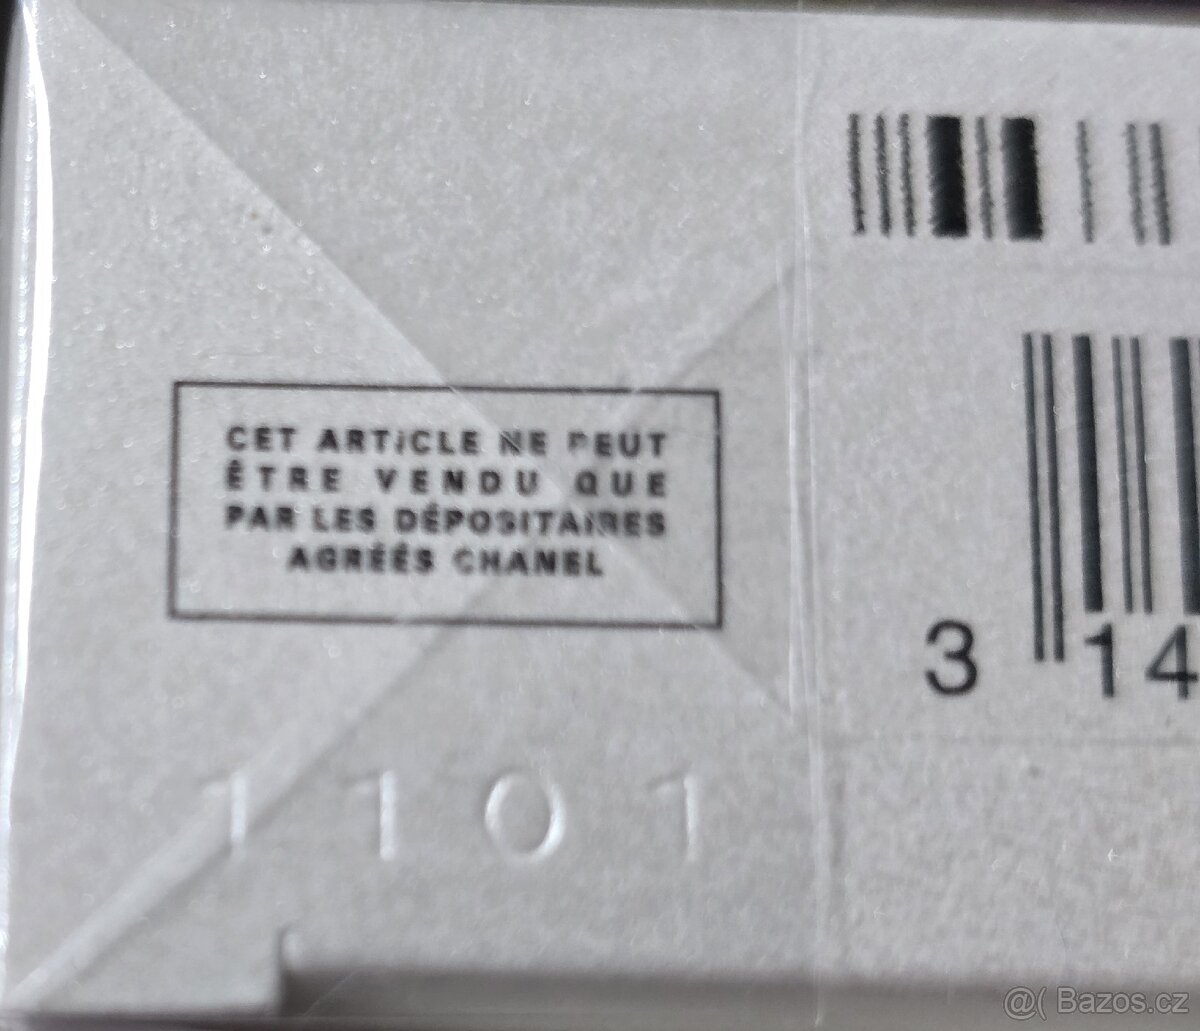 CET ARTICLE NE PEUT
ÊTRE VENDU QUE
PAR LES DÉPOSITAIRES
AGRÉÉS CHANEL
3 14
1101
@( Bazos.cz